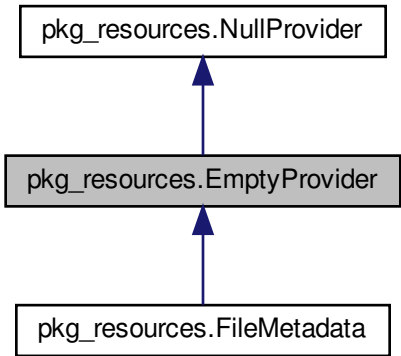 pkg_resources.NullProvider
pkg_resources.EmptyProvider
pkg_resources.FileMetadata